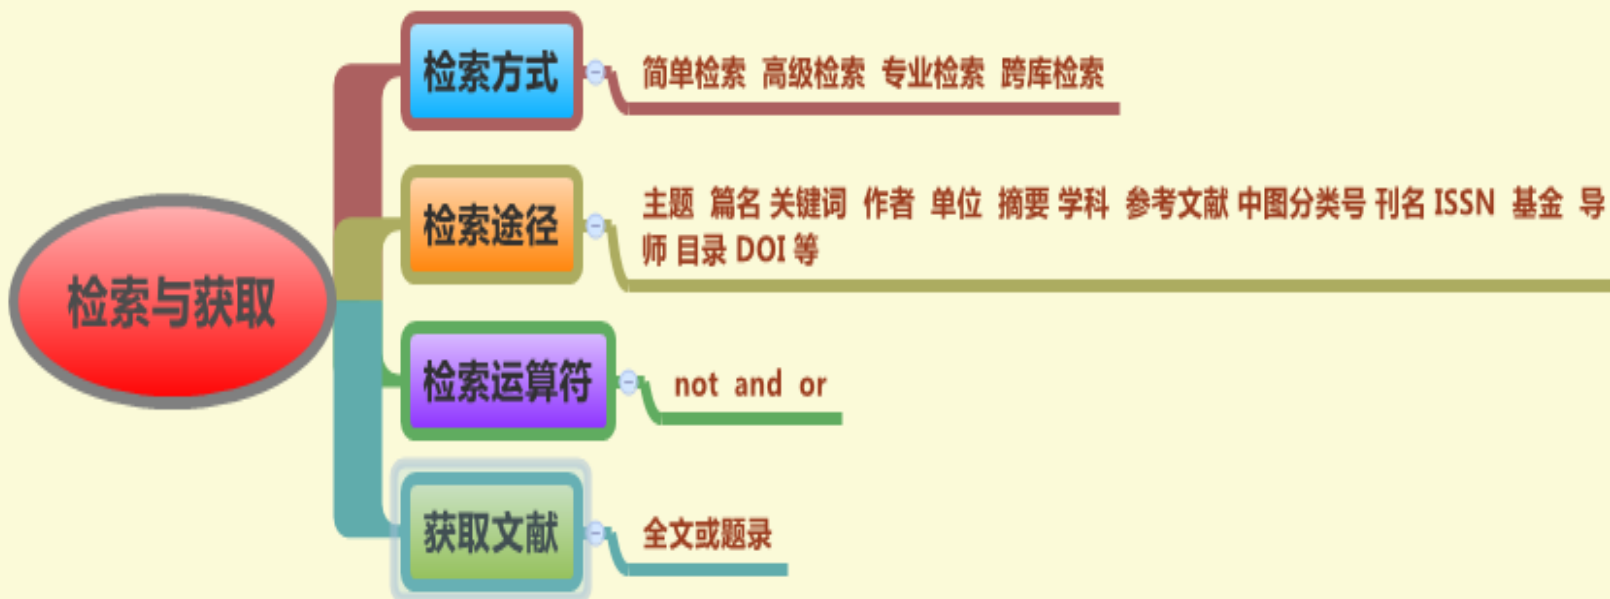 检索与获取
检索方式
简单检索 高级检索 专业检索 跨库检索
检索途径
主题 篇名 关键词 作者 单位 摘要 学科 参考文献 中图分类号 刊名 ISSN 基金 导
师 目录 DOI 等
检索运算符
not and or
获取文献
全文或题录